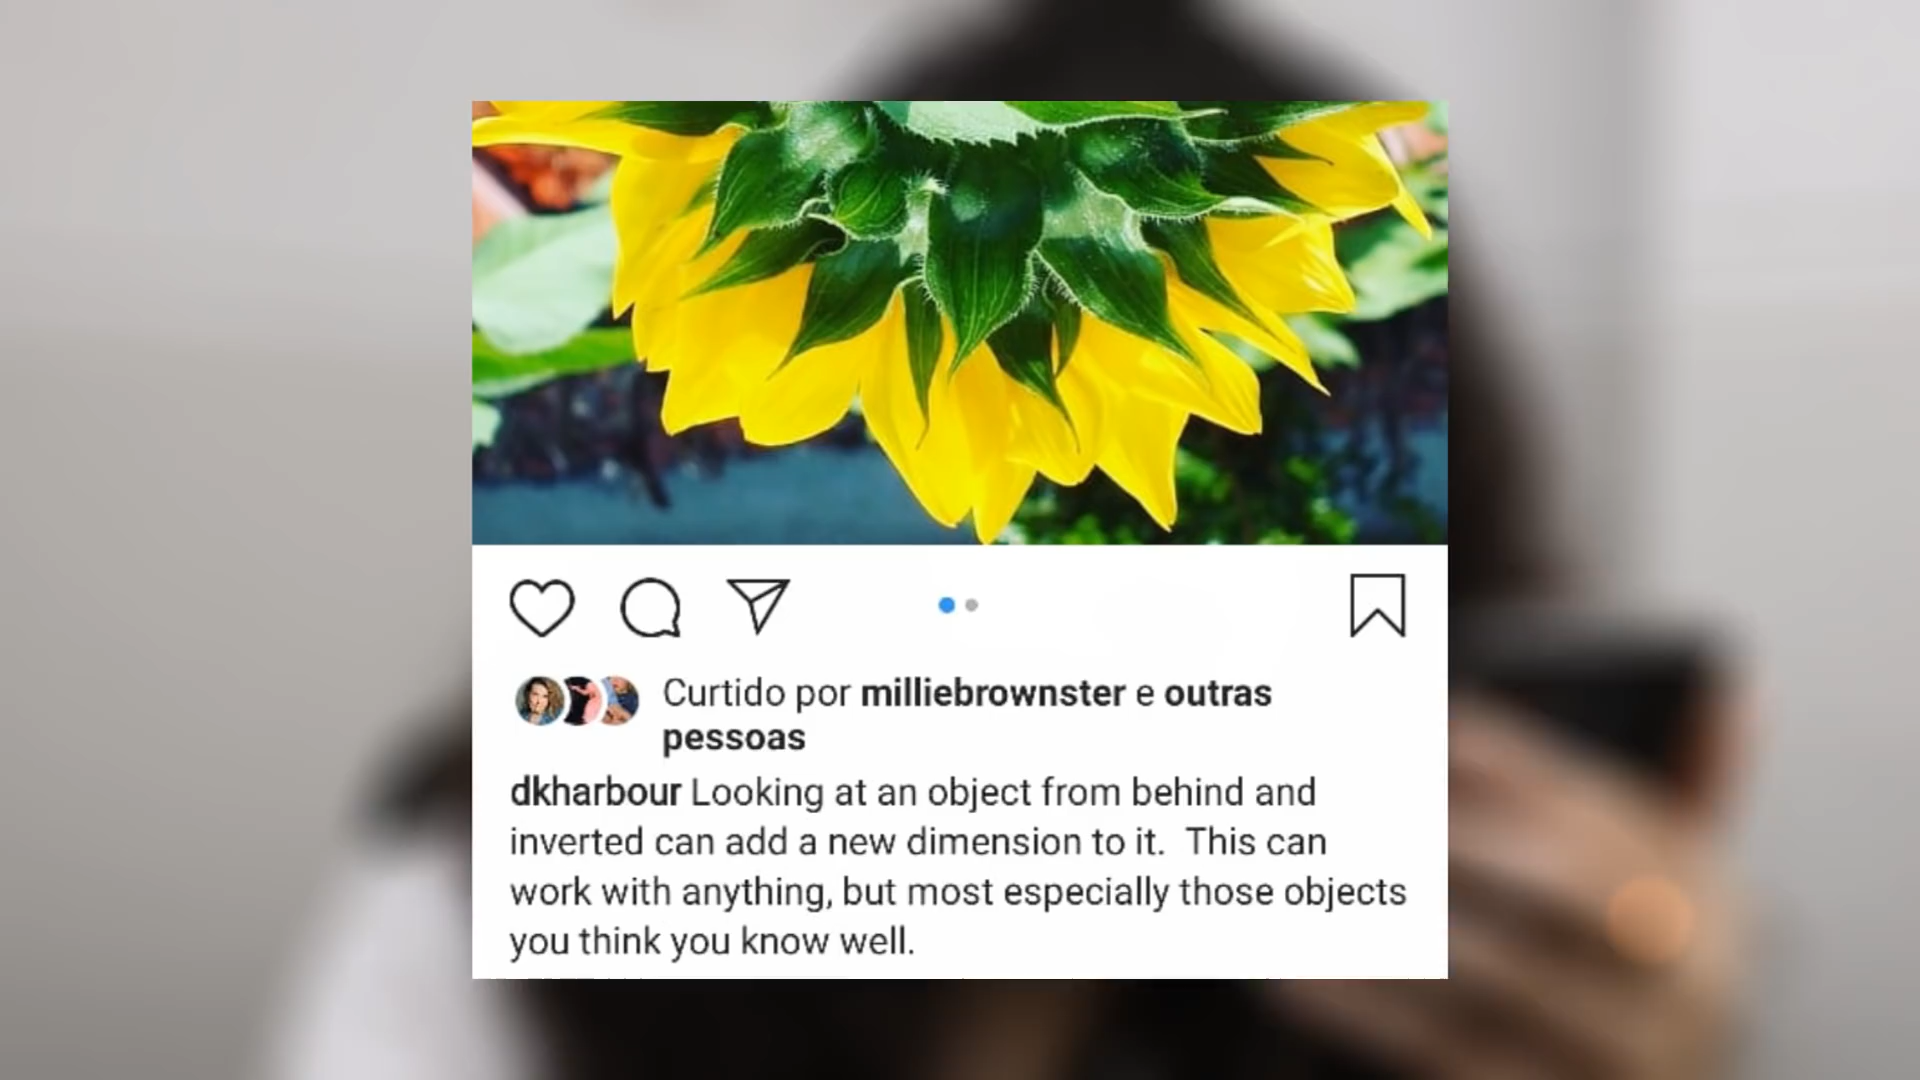 Curtido por milliebrownster e outras
pessoas
dkharbour Looking at an object from behind and
inverted can add a new dimension to it.  This can
work with anything, but most especially those objects
you think you know well.